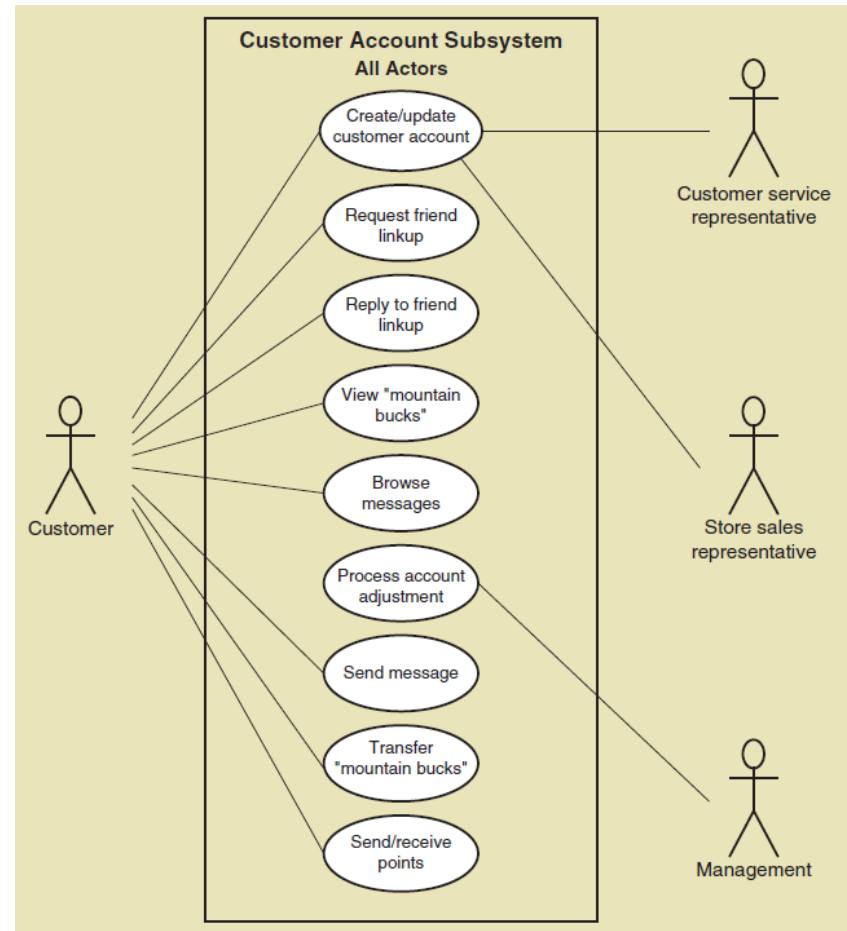 Customer Account Subsystem
All Actors
Create/update
customer account
Customer service
representative
Request friend
linkup
Reply to friend
linkup
View "mountain
bucks"
Browse
messages
Customer
Store sales
representative
Process account
adjustment
Send message
Transfer
"mountain bucks"
Send/receive
points
Management